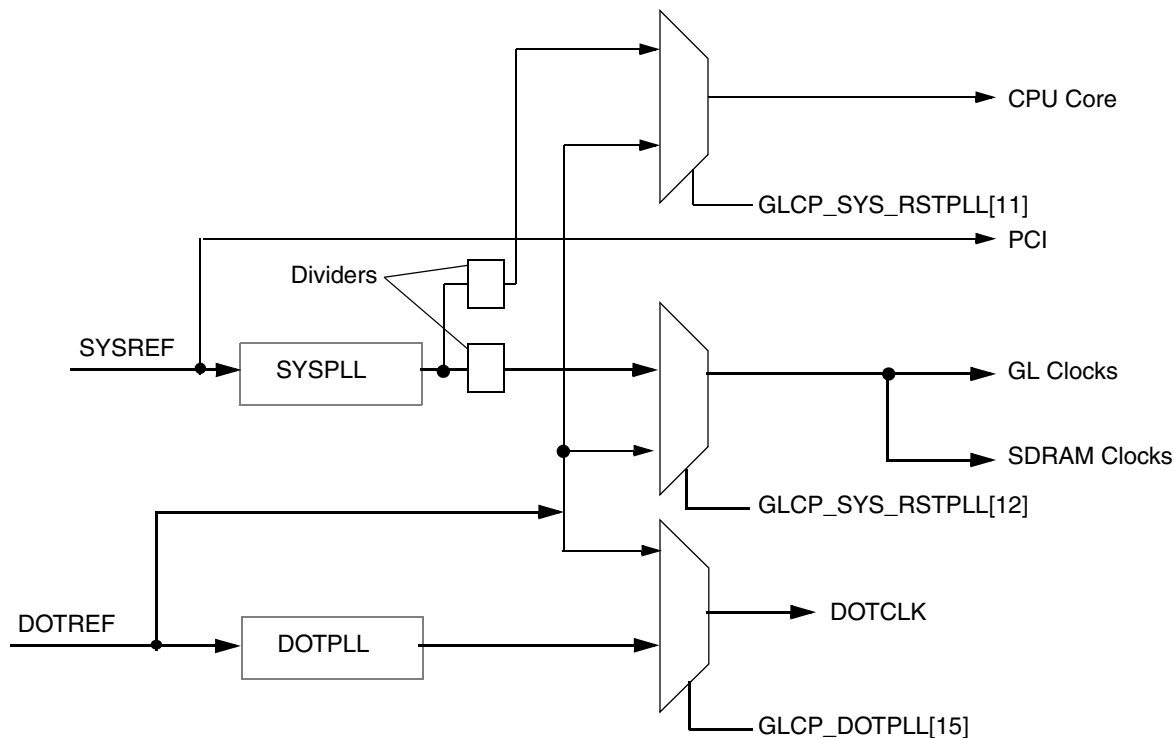 CPU Core
GLCP_SYS_RSTPLL[11]
PCI
Dividers
SYSREF
SYSPLL
GL Clocks
SDRAM Clocks
GLCP_SYS_RSTPLL[12]
DOTREF
DOTPLL
DOTCLK
GLCP_DOTPLL[15]